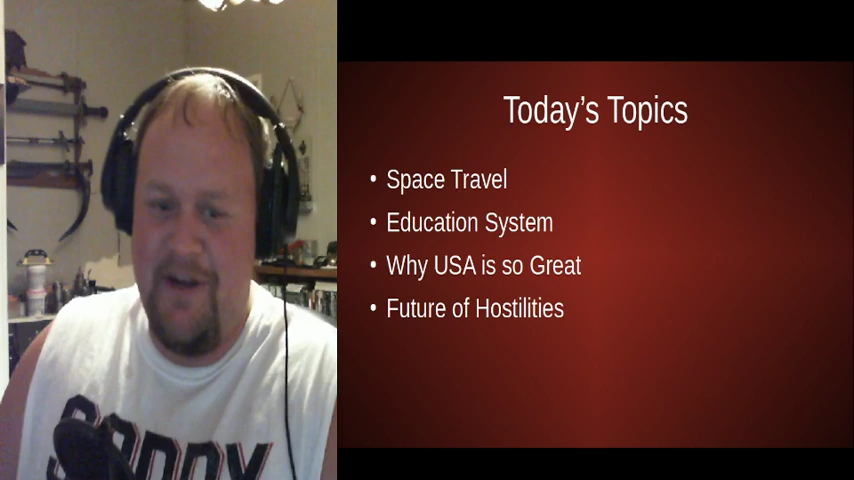 Today's Topics
• Space Travel
• Education System
• Why USA is so Great
• Future of Hostilities